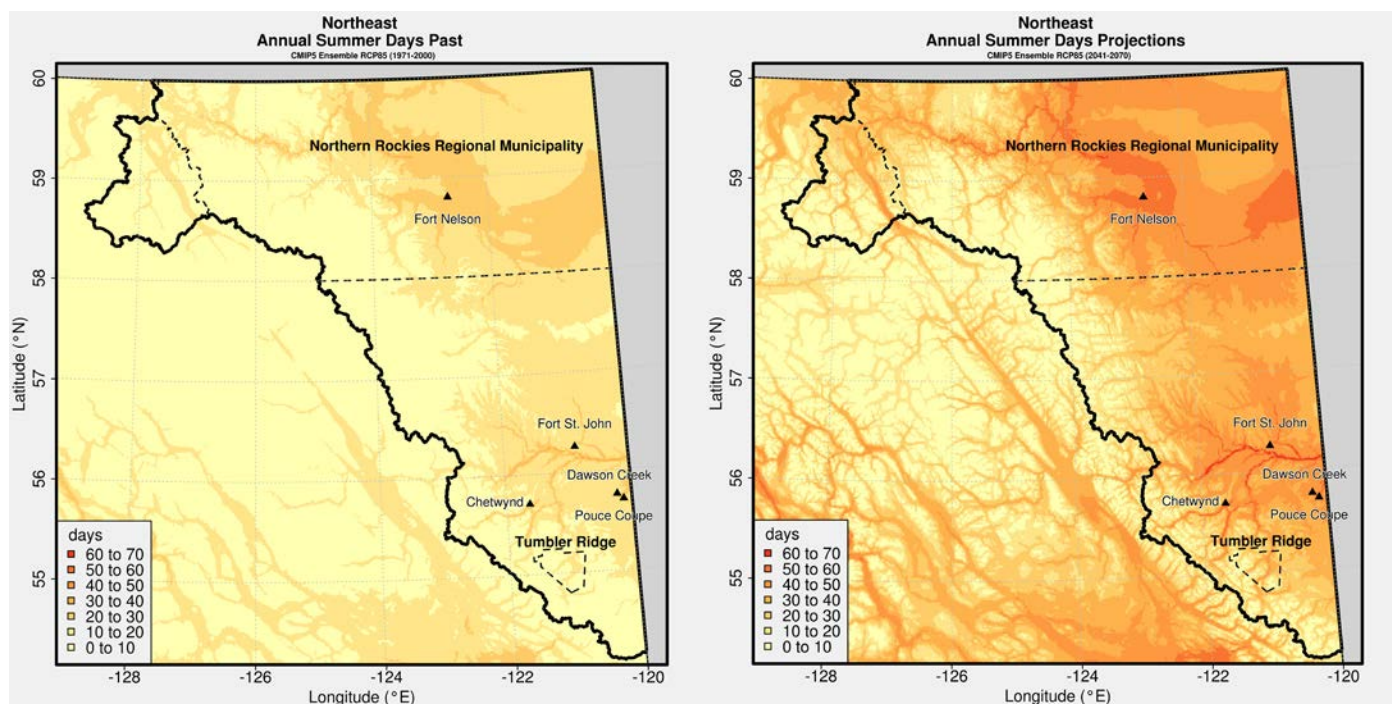 Northeast
Annual Summer Days Past
CMIP5 Ensemble RCP85 (1971-2000)
60
59
58
57
56
55
Latitude (°N)
Northern Rockies Regional Municipality
Fort Nelson
Fort St. John
Dawson Creek
Chetwynd
Pouce Coupe
Tumbler Ridge
days
60 to 70
50 to 60
40 to 50
30 to 40
20 to 30
10 to 20
0 to 10
-128
-126
-124
-122
-120
Longitude (°E)
Northeast
Annual Summer Days Projections
CMIP5 Ensemble RCP85 (2041-2070)
60
59
58
57
56
55
Latitude (°N)
Northern Rockies Regional Municipality
Fort Nelson
Fort St. John
Dawson Creek
Chetwynd
Pouce Coupe
Tumbler Ridge
days
60 to 70
50 to 60
40 to 50
30 to 40
20 to 30
10 to 20
0 to 10
-128
-126
-124
-122
-120
Longitude (°E)